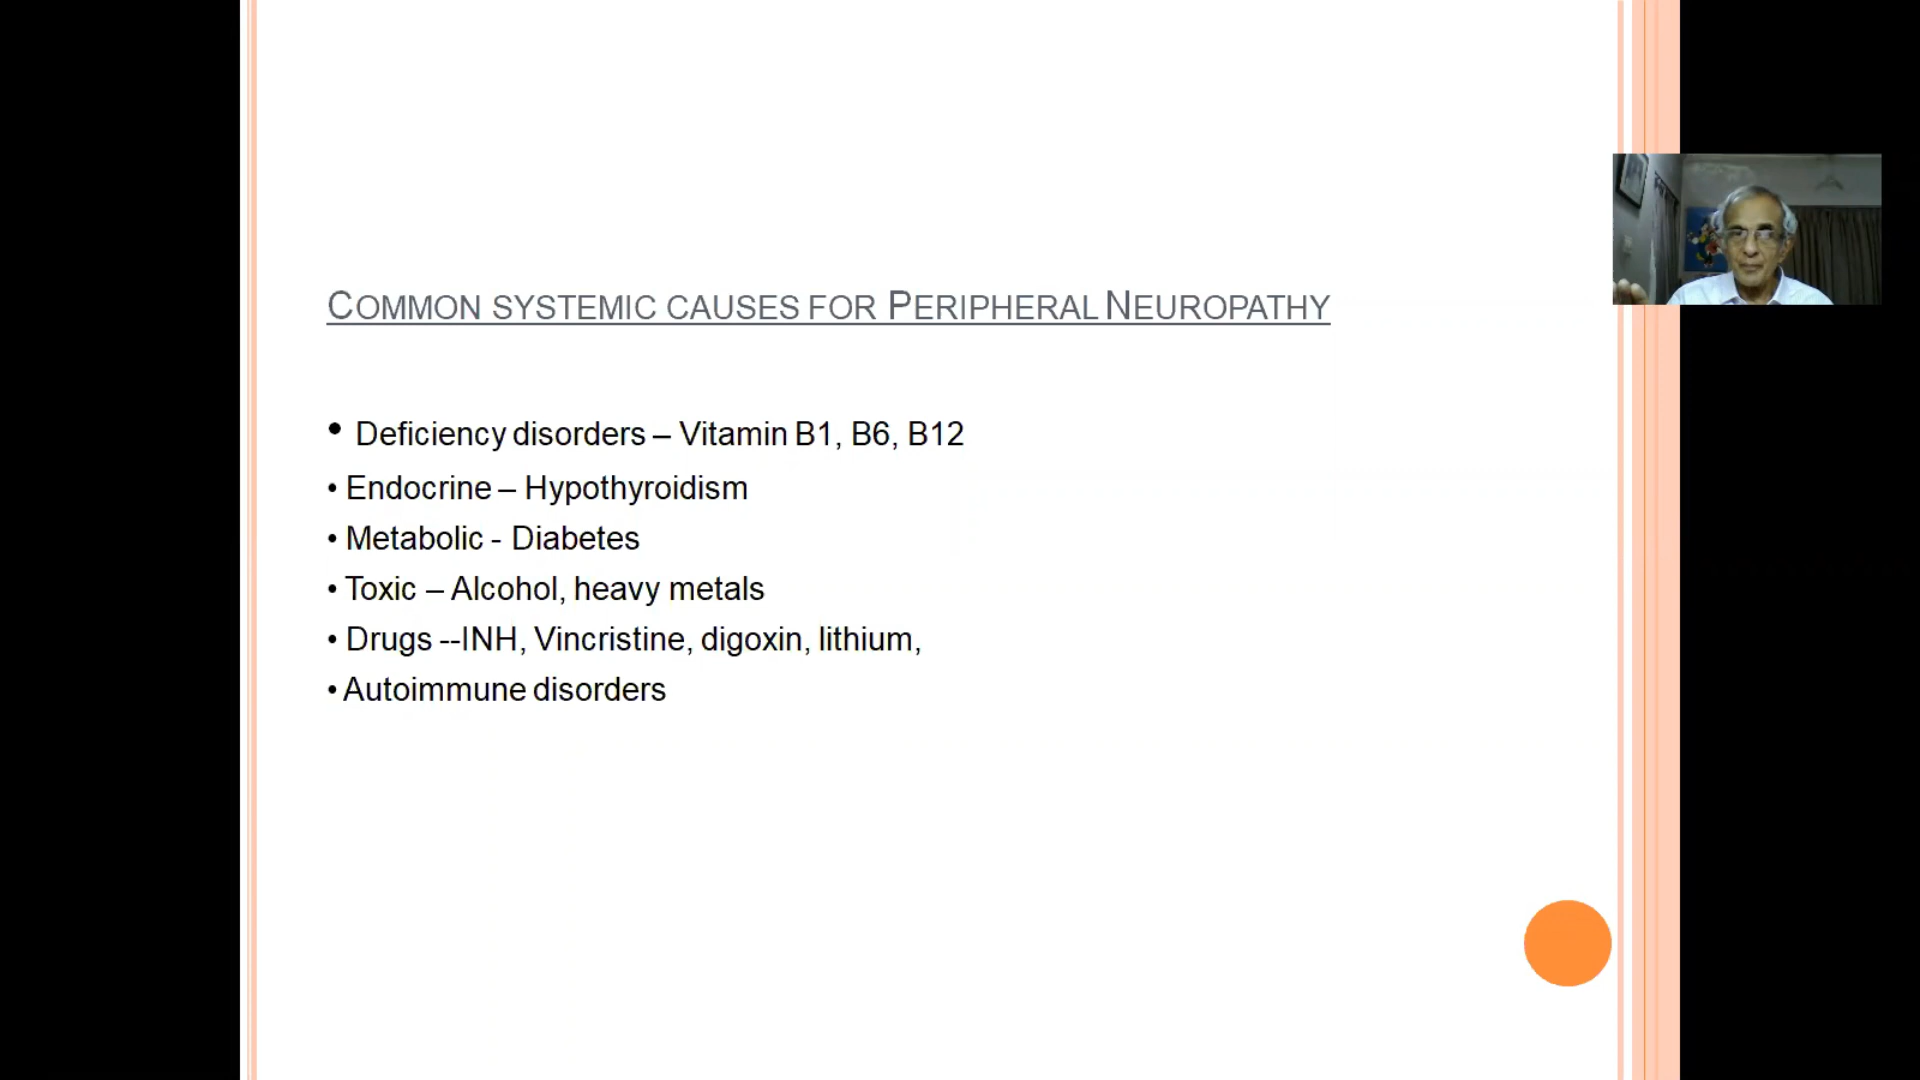 COMMON SYSTEMIC CAUSES FOR PERIPHERAL NEUROPATHY
• Deficiency disorders – Vitamin B1, B6, B12
• Endocrine – Hypothyroidism
• Metabolic - Diabetes
• Toxic – Alcohol, heavy metals
• Drugs --INH, Vincristine, digoxin, lithium,
• Autoimmune disorders